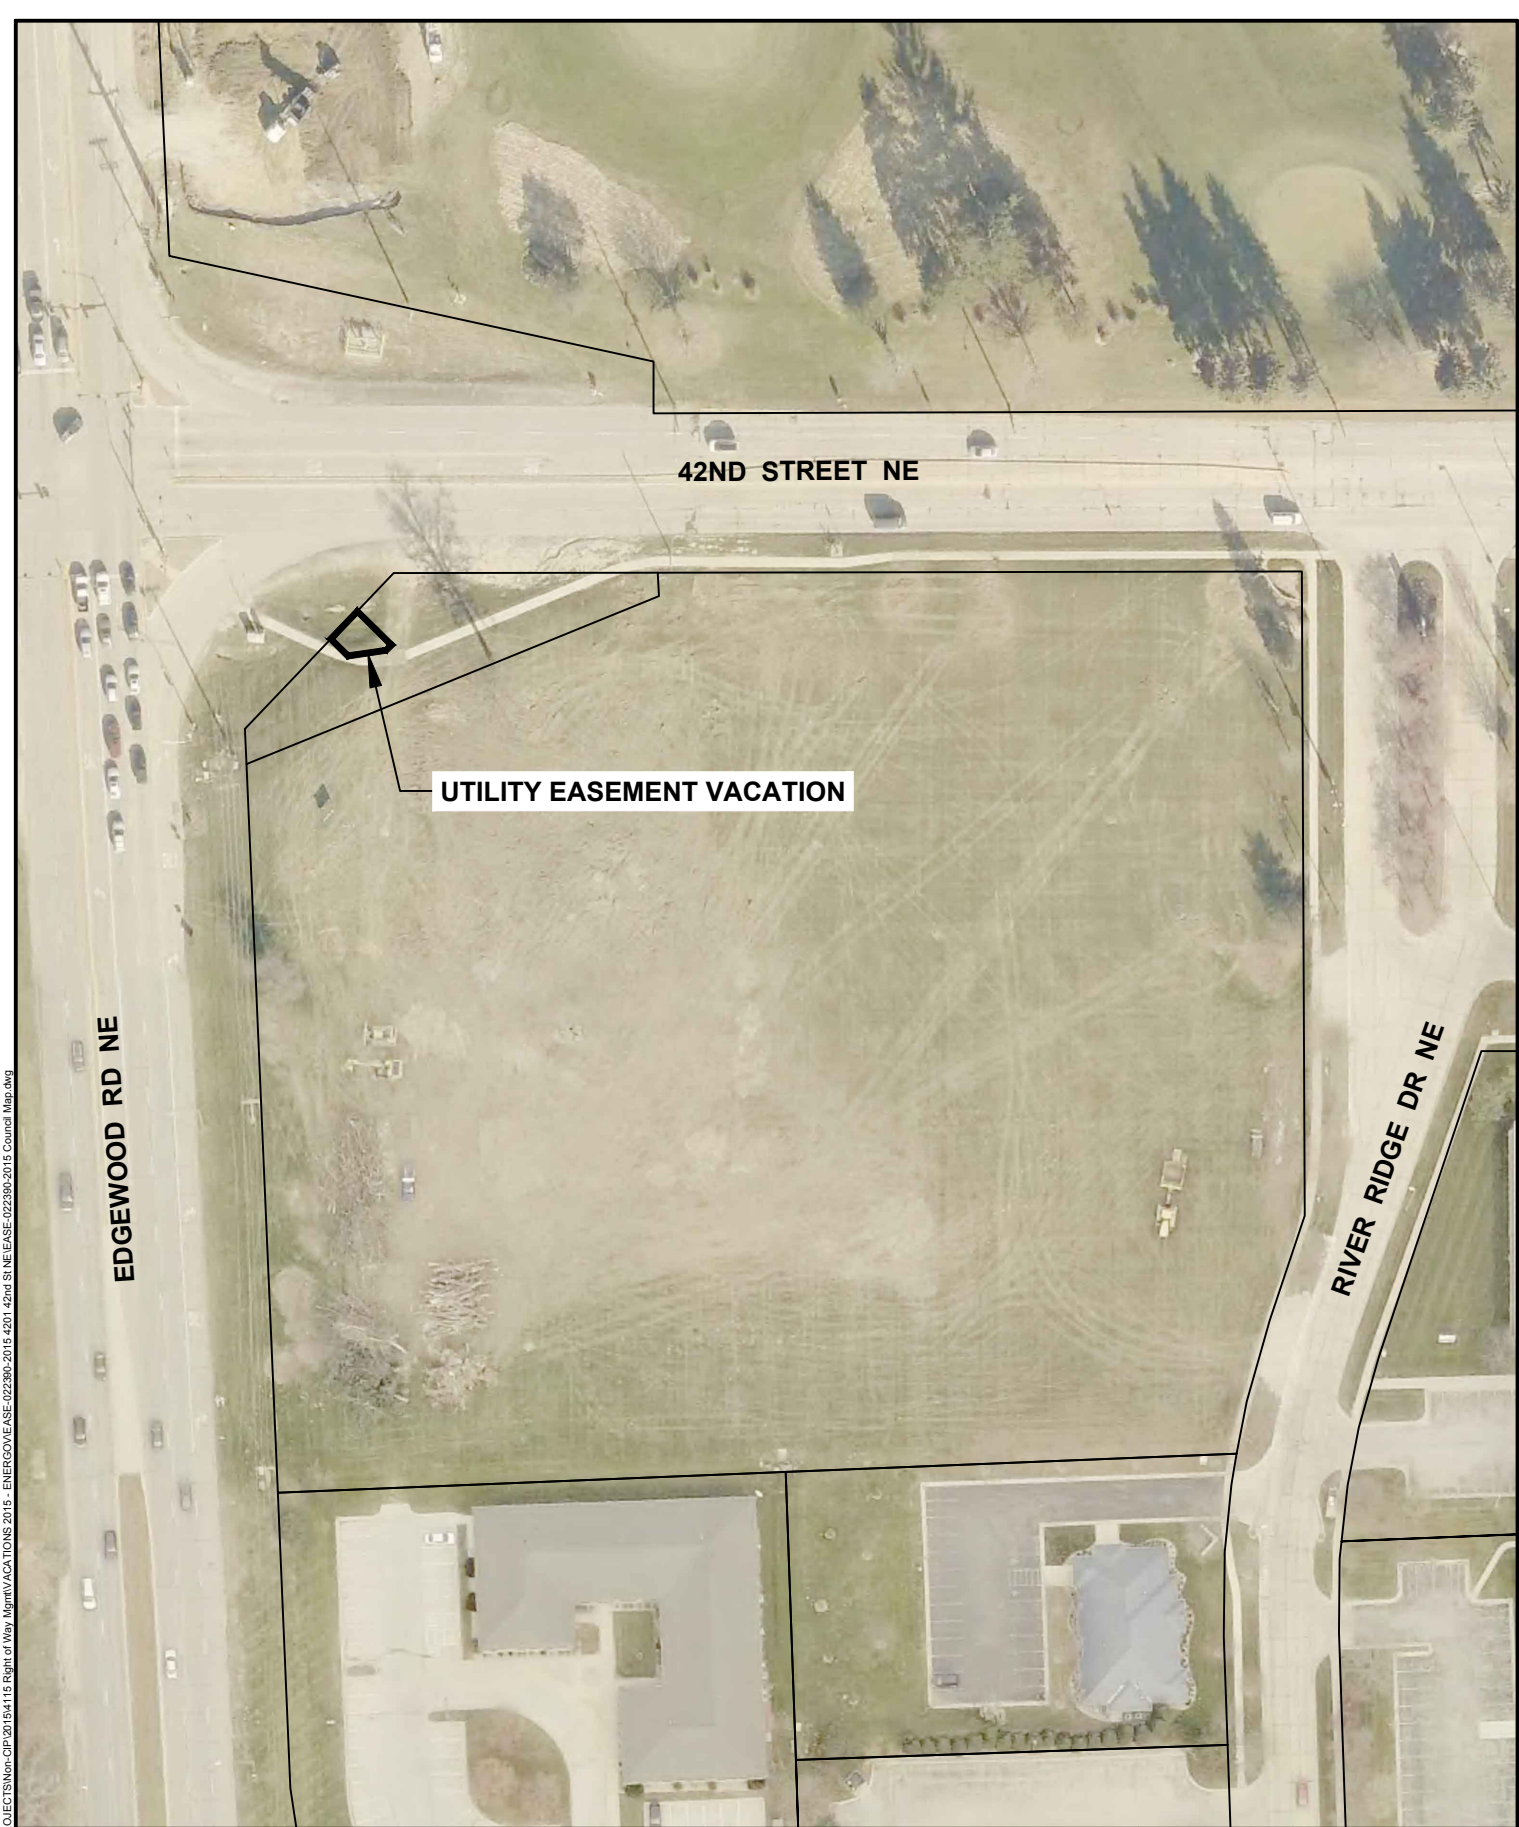 42ND STREET NE
UTILITY EASEMENT VACATION
EDGEWOOD RD NE
RIVER RIDGE DR NE
OJECTS\Non-CIP\2015\4115 Right of Way Mgmt\VACATIONS 2015 - ENERGOV\EASE-022390-2015 4201 42nd St NE\EASE-022390-2015 Council Map.dwg